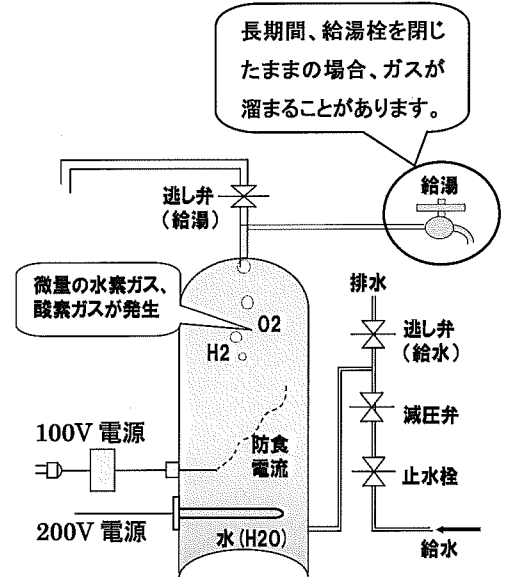 長期間、給湯栓を閉じ
たままの場合、ガスが
溜まることがあります。
給湯
逃し弁
（給湯）
微量の水素ガス、
酸素ガスが発生
O2
H2
排水
逃し弁
（給水）
減圧弁
100V 電源
防食
電流
止水栓
200V 電源
水（H2O）
給水